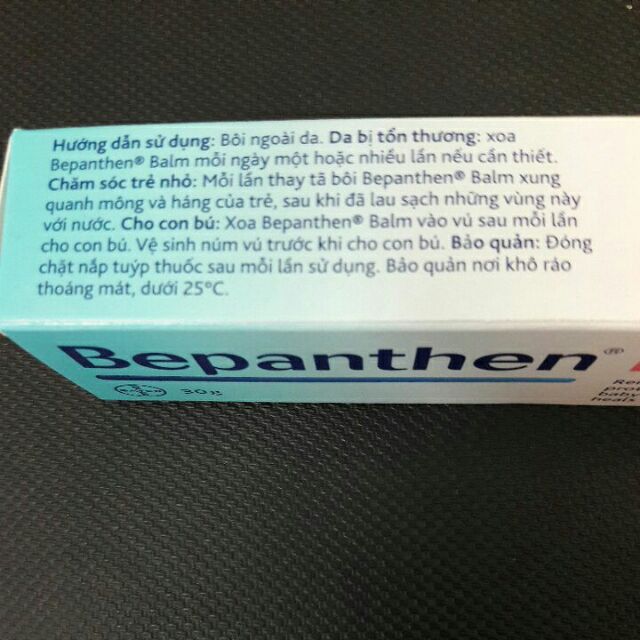 Hướng dẫn sử dụng: Bôi ngoài da. Da bị tổn thương: xoa
Bepanthen® Balm mỗi ngày một hoặc nhiều lần nếu cần thiết.
Chăm sóc trẻ nhỏ: Mỗi lần thay tã bôi Bepanthen® Balm xung
quanh mông và háng của trẻ, sau khi đã lau sạch những vùng này
với nước. Cho con bú: Xoa Bepanthen® Balm vào vú sau mỗi lần
cho con bú. Vệ sinh núm vú trước khi cho con bú. Bảo quản: Đóng
chặt nắp tuýp thuốc sau mỗi lần sử dụng. Bảo quản nơi khô ráo
thoáng mát, dưới 25°C.
Bepanthen®
30g